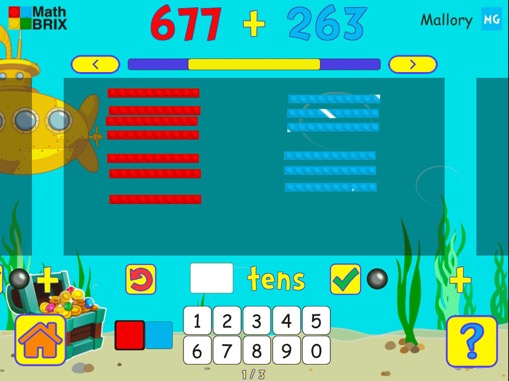 Math
BRIX
677 + 263
Mallory MG
< >
+ tens +
1 2 3 4 5
6 7 8 9 0
?
1/3